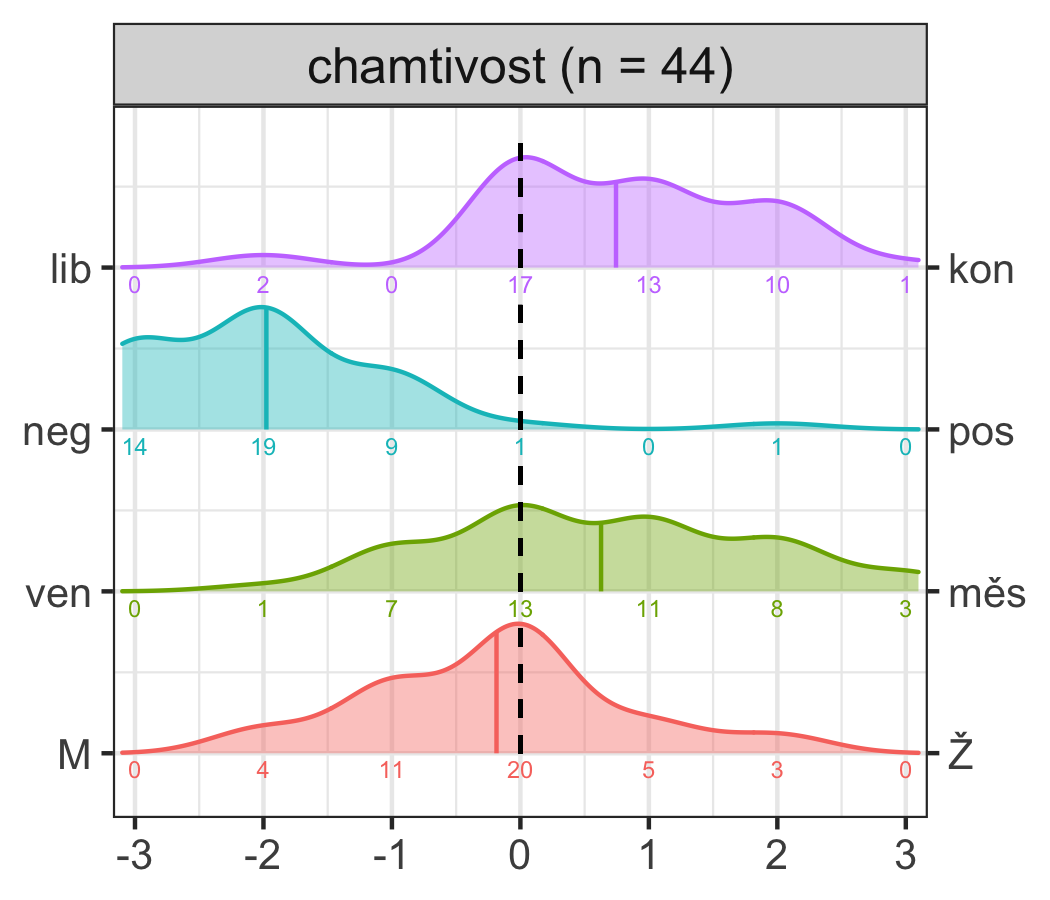 chamtivost (n = 44)
lib kon
0 2 0 17 13 10 1
neg pos
14 19 9 1 0 1 0
ven měs
0 1 7 13 11 8 3
M Ž
0 4 11 20 5 3 0
-3 -2 -1 0 1 2 3